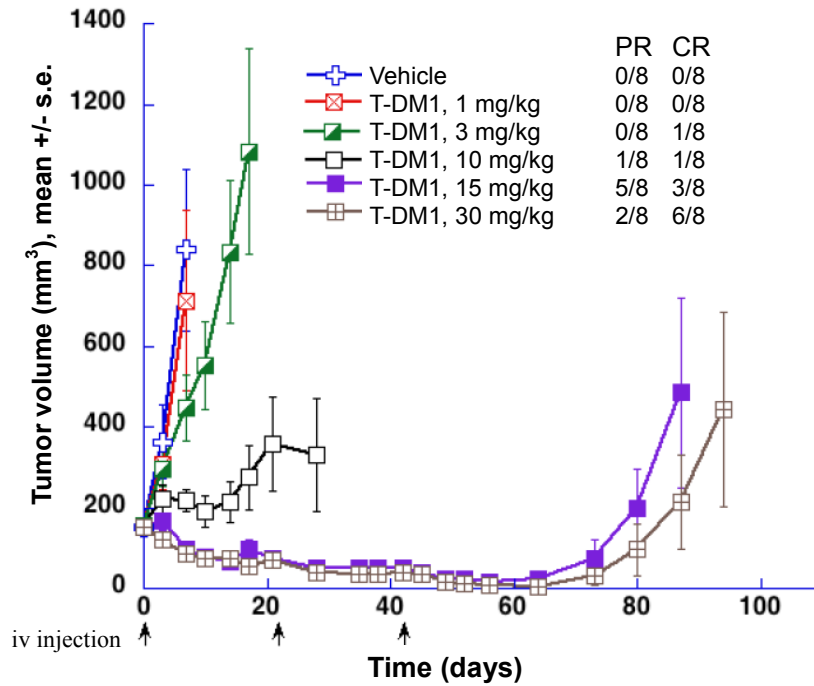 1400
1200
1000
800
600
400
200
0
Tumor volume (mm³), mean +/- s.e.
PR CR
Vehicle 0/8 0/8
T-DM1, 1 mg/kg 0/8 0/8
T-DM1, 3 mg/kg 0/8 1/8
T-DM1, 10 mg/kg 1/8 1/8
T-DM1, 15 mg/kg 5/8 3/8
T-DM1, 30 mg/kg 2/8 6/8
0 20 40 60 80 100
iv injection
Time (days)